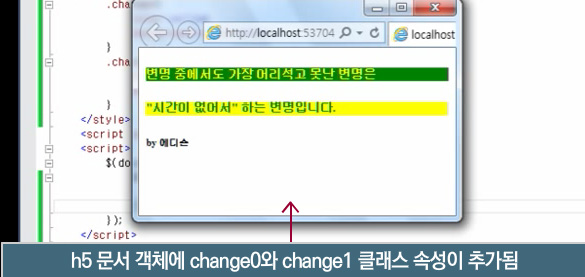 .chan
http://localhost:53704
localhost
}
.cha
변명 중에서도 가장 어리석고 못난 변명은
}
"시간이 없어서" 하는 변명입니다.
</style>
<script
by 에디슨
<script>
$(do
});
</script>
h5 문서 객체에 change0와 change1 클래스 속성이 추가됨